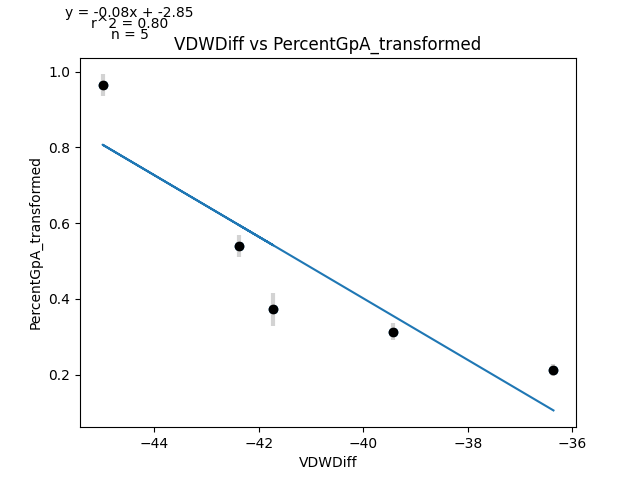 y = -0.08x + -2.85
r^2 = 0.80
n = 5
VDWDiff vs PercentGpA_transformed
1.0
0.8
0.6
0.4
0.2
PercentGpA_transformed
−44
−42
−40
−38
−36
VDWDiff